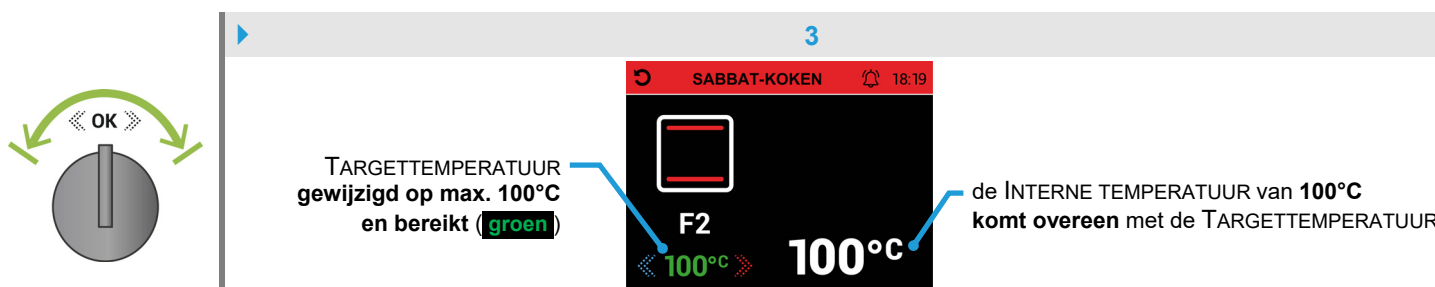 3
OK
SABBAT-KOKEN 18:19
TARGETTEMPERATUUR
gewijzigd op max. 100°C
en bereikt (groen)
F2
100°C
100°C
de INTERNE TEMPERATUUR van 100°C
komt overeen met de TARGETTEMPERATUUR